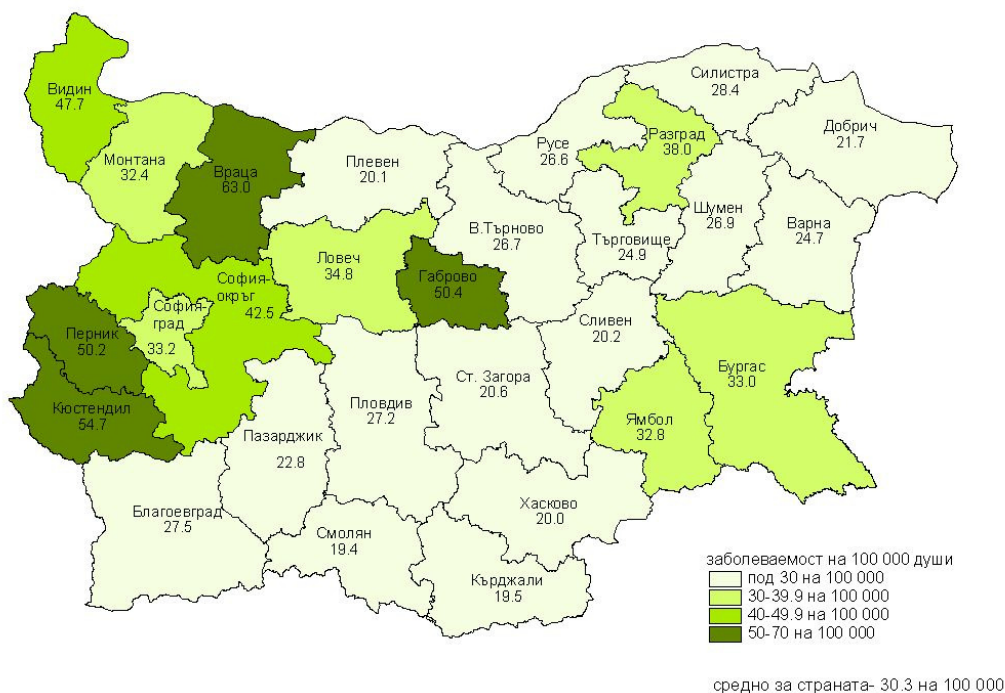 Видин
47.7
Монтана
32.4
Враца
63.0
Плевен
20.1
Русе
26.6
Силистра
28.4
Разград
38.0
Добрич
21.7
Шумен
26.9
Варна
24.7
В.Търново
26.7
Търговище
24.9
Ловеч
34.8
Габрово
50.4
София-
окръг
42.5
София-
град
33.2
Перник
50.2
Кюстендил
54.7
Сливен
20.2
Бургас
33.0
Ямбол
32.8
Ст. Загора
20.6
Пловдив
27.2
Пазарджик
22.8
Благоевград
27.5
Смолян
19.4
Хасково
20.0
Кърджали
19.5
заболеваемост на 100 000 души
под 30 на 100 000
30-39.9 на 100 000
40-49.9 на 100 000
50-70 на 100 000
средно за страната- 30.3 на 100 000